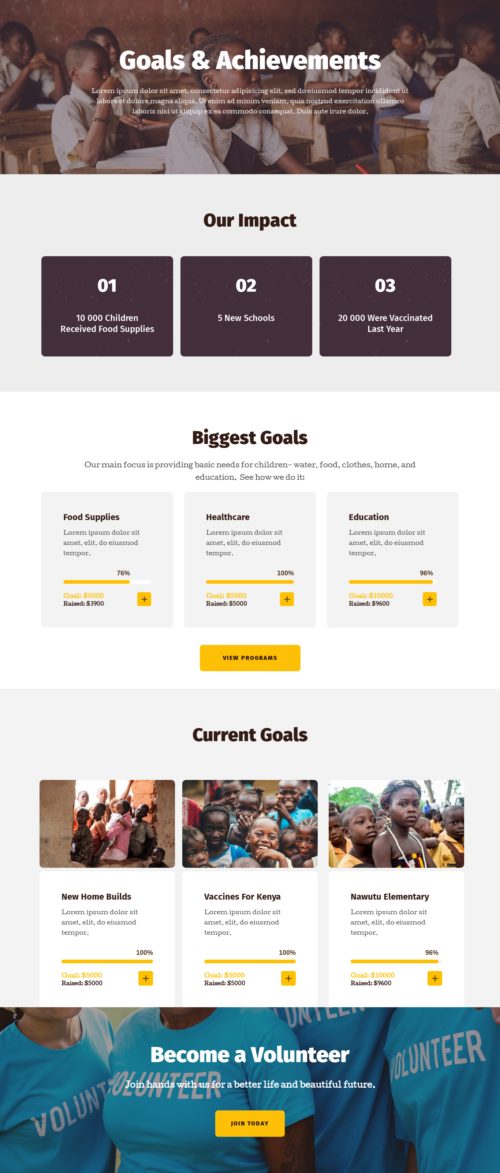 Goals & Achievements
Lorem ipsum dolor sit amet, consectetur adipisicing elit, sed do eiusmod tempor incididunt ut
labore et dolore magna aliqua. Ut enim ad minim veniam, quis nostrud exercitation ullamco
laboris nisi ut aliquip ex ea commodo consequat. Duis aute irure dolor.
Our Impact
01
10 000 Children
Received Food Supplies
02
5 New Schools
03
20 000 Were Vaccinated
Last Year
Biggest Goals
Our main focus is providing basic needs for children- water, food, clothes, home, and
education. See how we do it:
Food Supplies
Lorem ipsum dolor sit
amet, elit, do eiusmod
tempor.
76%
Goal: $5000
Raised: $3900
Healthcare
Lorem ipsum dolor sit
amet, elit, do eiusmod
tempor.
100%
Goal: $5000
Raised: $5000
Education
Lorem ipsum dolor sit
amet, elit, do eiusmod
tempor.
96%
Goal: $10000
Raised: $9600
VIEW PROGRAMS
Current Goals
New Home Builds
Lorem ipsum dolor sit
amet, elit, do eiusmod
tempor.
100%
Goal: $5000
Raised: $5000
Vaccines For Kenya
Lorem ipsum dolor sit
amet, elit, do eiusmod
tempor.
100%
Goal: $5000
Raised: $5000
Nawutu Elementary
Lorem ipsum dolor sit
amet, elit, do eiusmod
tempor.
96%
Goal: $10000
Raised: $9600
Become a Volunteer
Join hands with us for a better life and beautiful future.
JOIN TODAY
VOLUNT
VOLUNTEER
UNTEER
VOLUNTEER